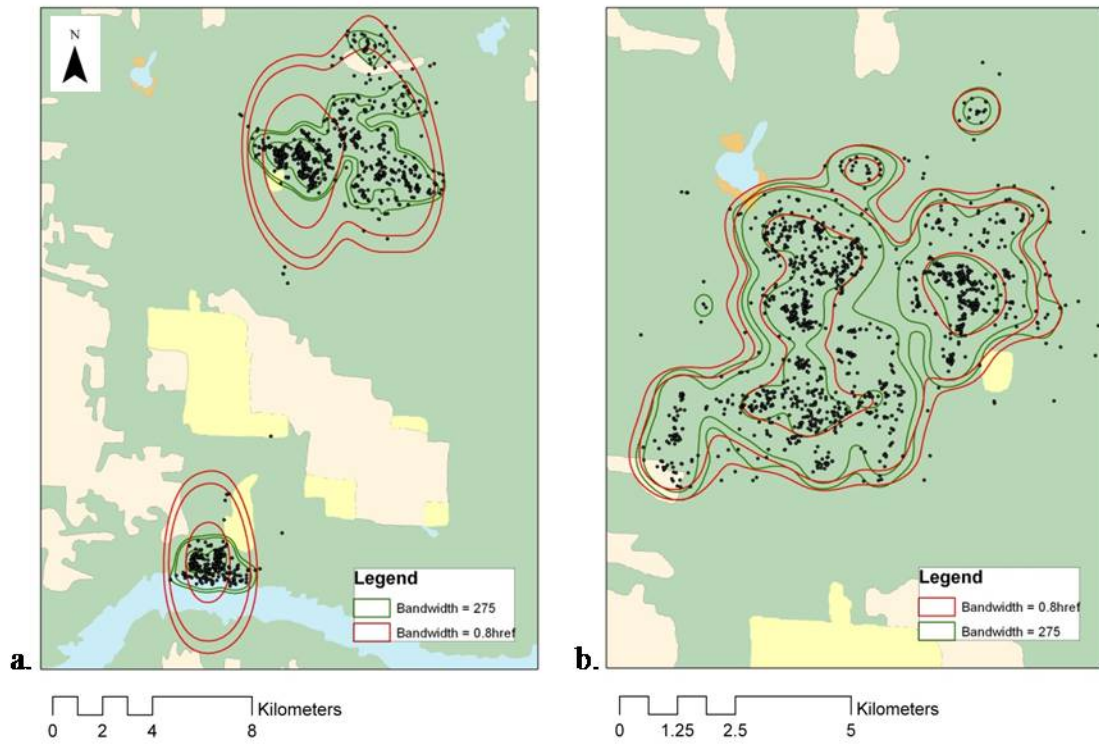 N
Legend
Bandwidth = 275
Bandwidth = 0.8href
a.
Kilometers
0 2 4 8
Legend
Bandwidth = 0.8href
Bandwidth = 275
b.
Kilometers
0 1.25 2.5 5